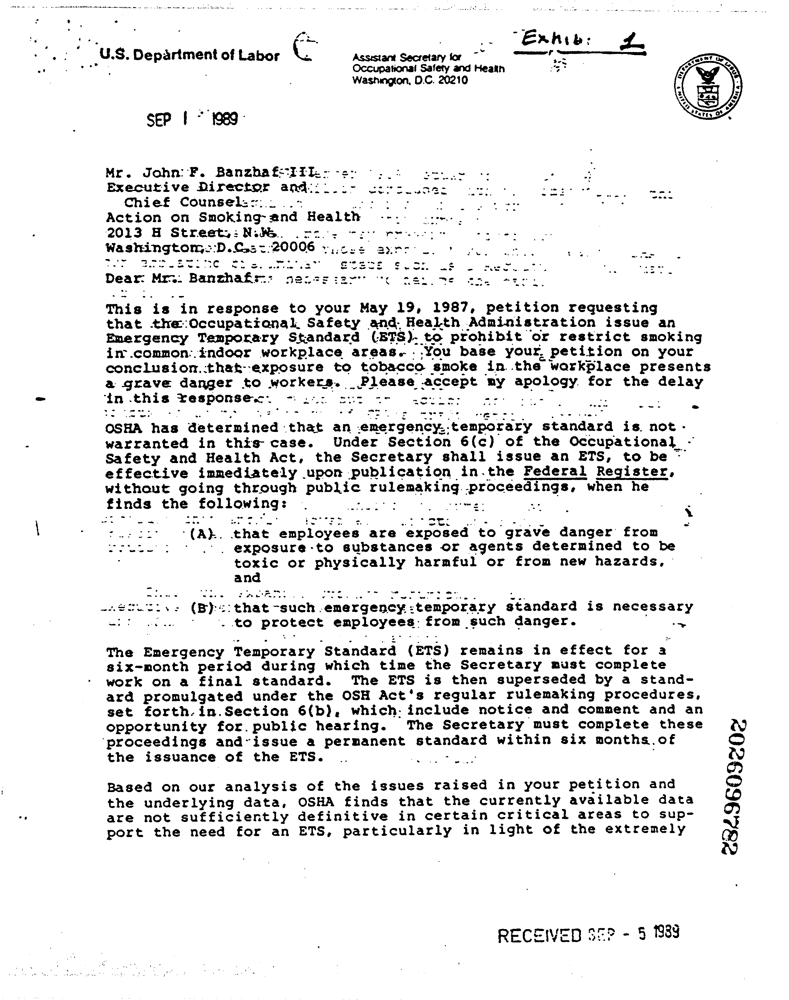 Exhib: 1
U.S. Department of Labor
Assistant Secretary for
Occupational Safety and Health
Washington, D.C. 20210
SEP 1 1989
Mr. John F. Banzhaf III
Executive Director and
Chief Counsel
Action on Smoking and Health
2013 H Street, N.W.
Washington, D.C. 20006
Dear Mr. Banzhaf:
This is in response to your May 19, 1987, petition requesting
that the Occupational Safety and Health Administration issue an
Emergency Temporary Standard (ETS) to prohibit or restrict smoking
in common indoor workplace areas. You base your petition on your
conclusion that exposure to tobacco smoke in the workplace presents
a grave danger to workers. Please accept my apology for the delay
in this response.
OSHA has determined that an emergency temporary standard is not
warranted in this case. Under Section 6(c) of the Occupational
Safety and Health Act, the Secretary shall issue an ETS, to be
effective immediately upon publication in the Federal Register,
without going through public rulemaking proceedings, when he
finds the following:
(A) that employees are exposed to grave danger from
exposure to substances or agents determined to be
toxic or physically harmful or from new hazards,
and
(B) that such emergency temporary standard is necessary
to protect employees from such danger.
The Emergency Temporary Standard (ETS) remains in effect for a
six-month period during which time the Secretary must complete
work on a final standard. The ETS is then superseded by a stand-
ard promulgated under the OSH Act's regular rulemaking procedures,
set forth in Section 6(b), which include notice and comment and an
opportunity for public hearing. The Secretary must complete these
proceedings and issue a permanent standard within six months of
the issuance of the ETS.
Based on our analysis of the issues raised in your petition and
the underlying data, OSHA finds that the currently available data
are not sufficiently definitive in certain critical areas to sup-
port the need for an ETS, particularly in light of the extremely
2026096782
RECEIVED SEP - 5 1989